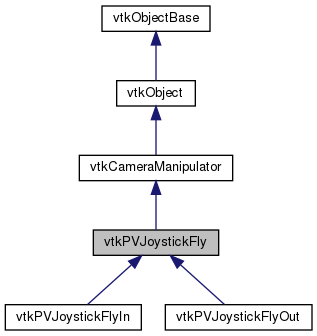 vtkObjectBase
vtkObject
vtkCameraManipulator
vtkPVJoystickFly
vtkPVJoystickFlyIn
vtkPVJoystickFlyOut